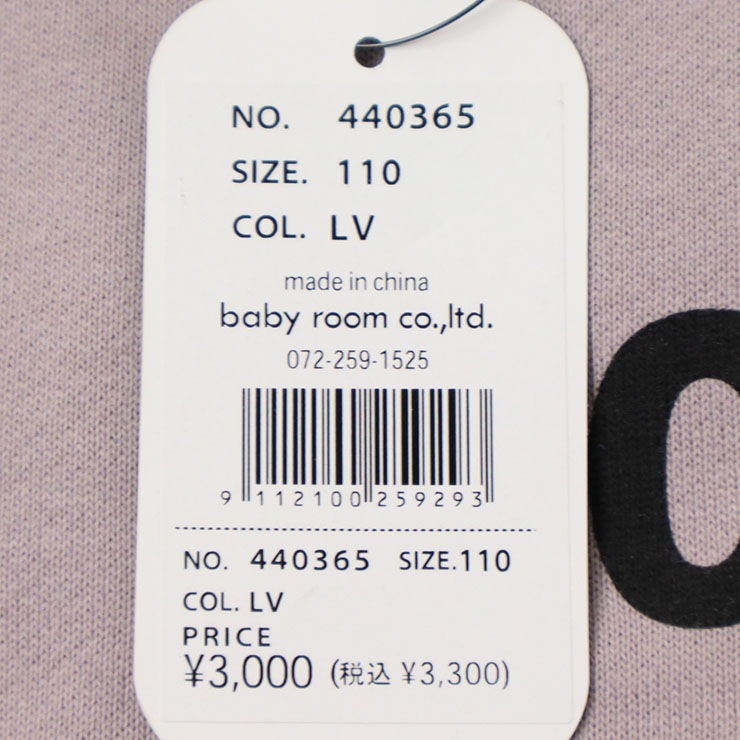 NO. 440365
SIZE. 110
COL. LV
made in china
baby room co.,ltd.
072-259-1525
9 112100 259293
NO. 440365 SIZE.110
COL. LV
PRICE
¥3,000 (税込 ¥3,300)